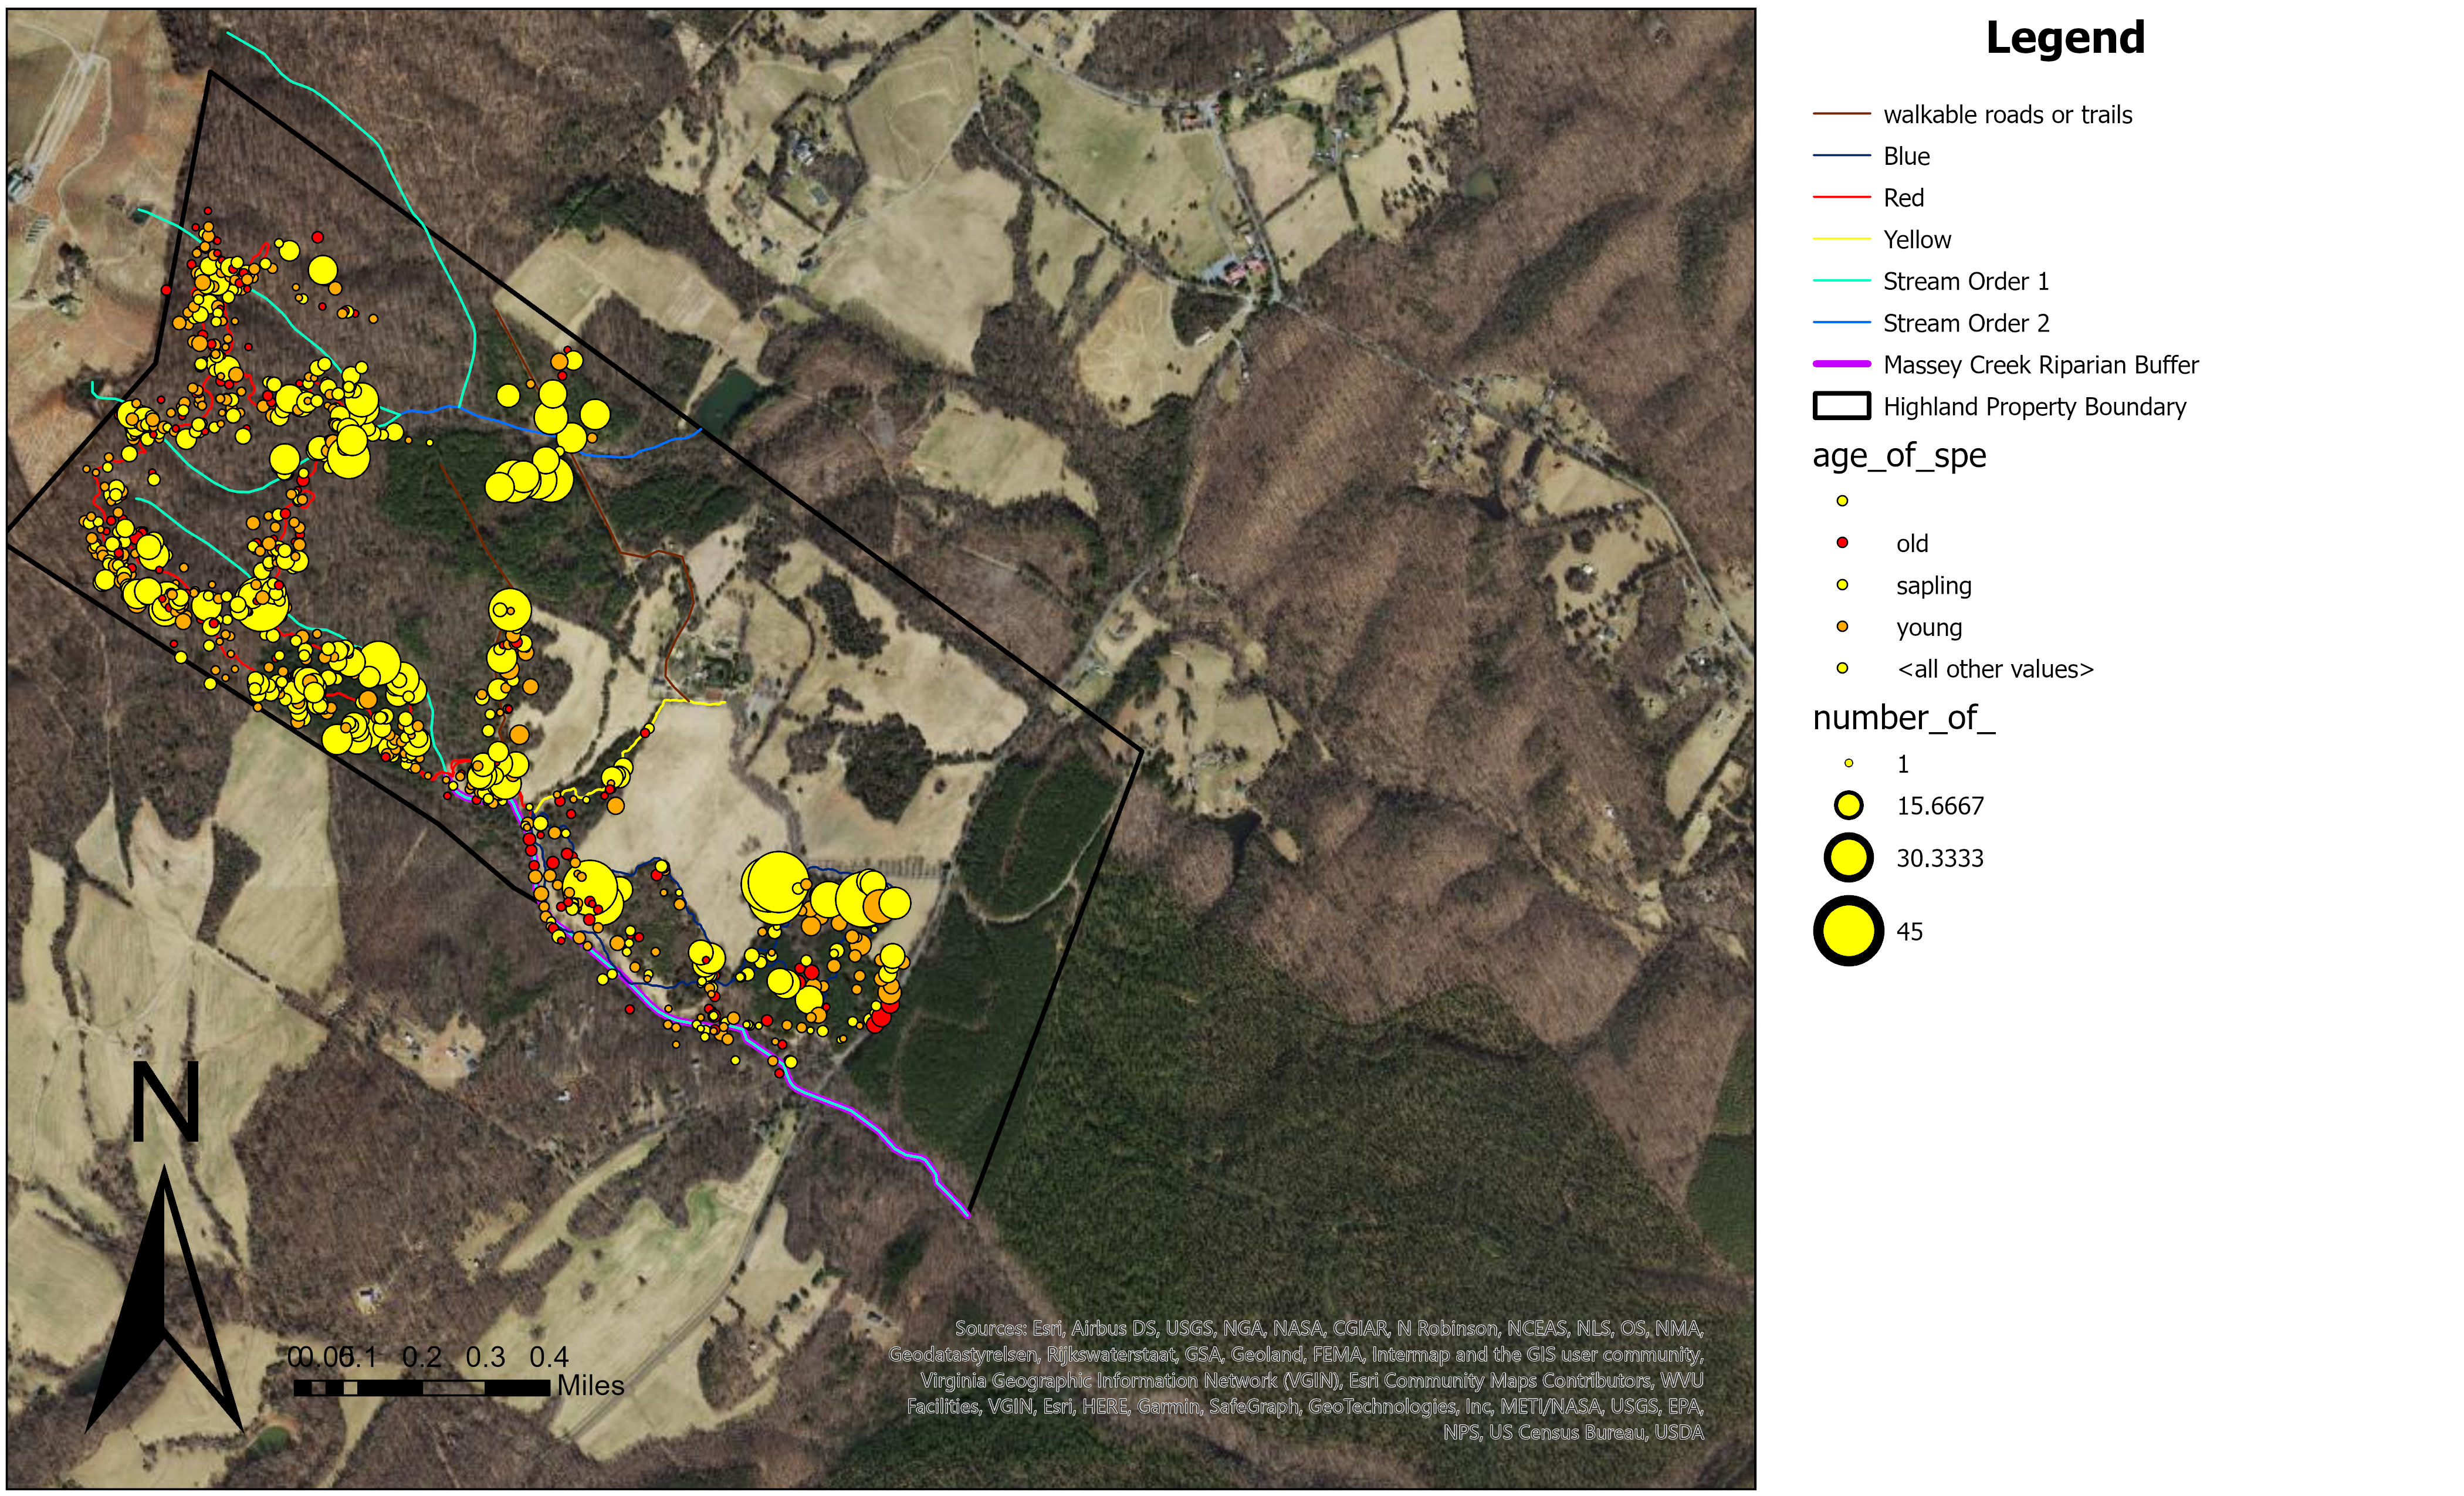 Legend
walkable roads or trails
Blue
Red
Yellow
Stream Order 1
Stream Order 2
Massey Creek Riparian Buffer
Highland Property Boundary
age_of_spe
old
sapling
young
<all other values>
number_of_
1
15.6667
30.3333
45
N
0 0.05 0.1 0.2 0.3 0.4
Miles
Sources: Esri, Airbus DS, USGS, NGA, NASA, CGIAR, N Robinson, NCEAS, NLS, OS, NMA,
Geodatastyrelsen, Rijkswaterstaat, GSA, Geoland, FEMA, Intermap and the GIS user community,
Virginia Geographic Information Network (VGIN), Esri Community Maps Contributors, WVU
Facilities, VGIN, Esri, HERE, Garmin, SafeGraph, GeoTechnologies, Inc, METI/NASA, USGS, EPA,
NPS, US Census Bureau, USDA